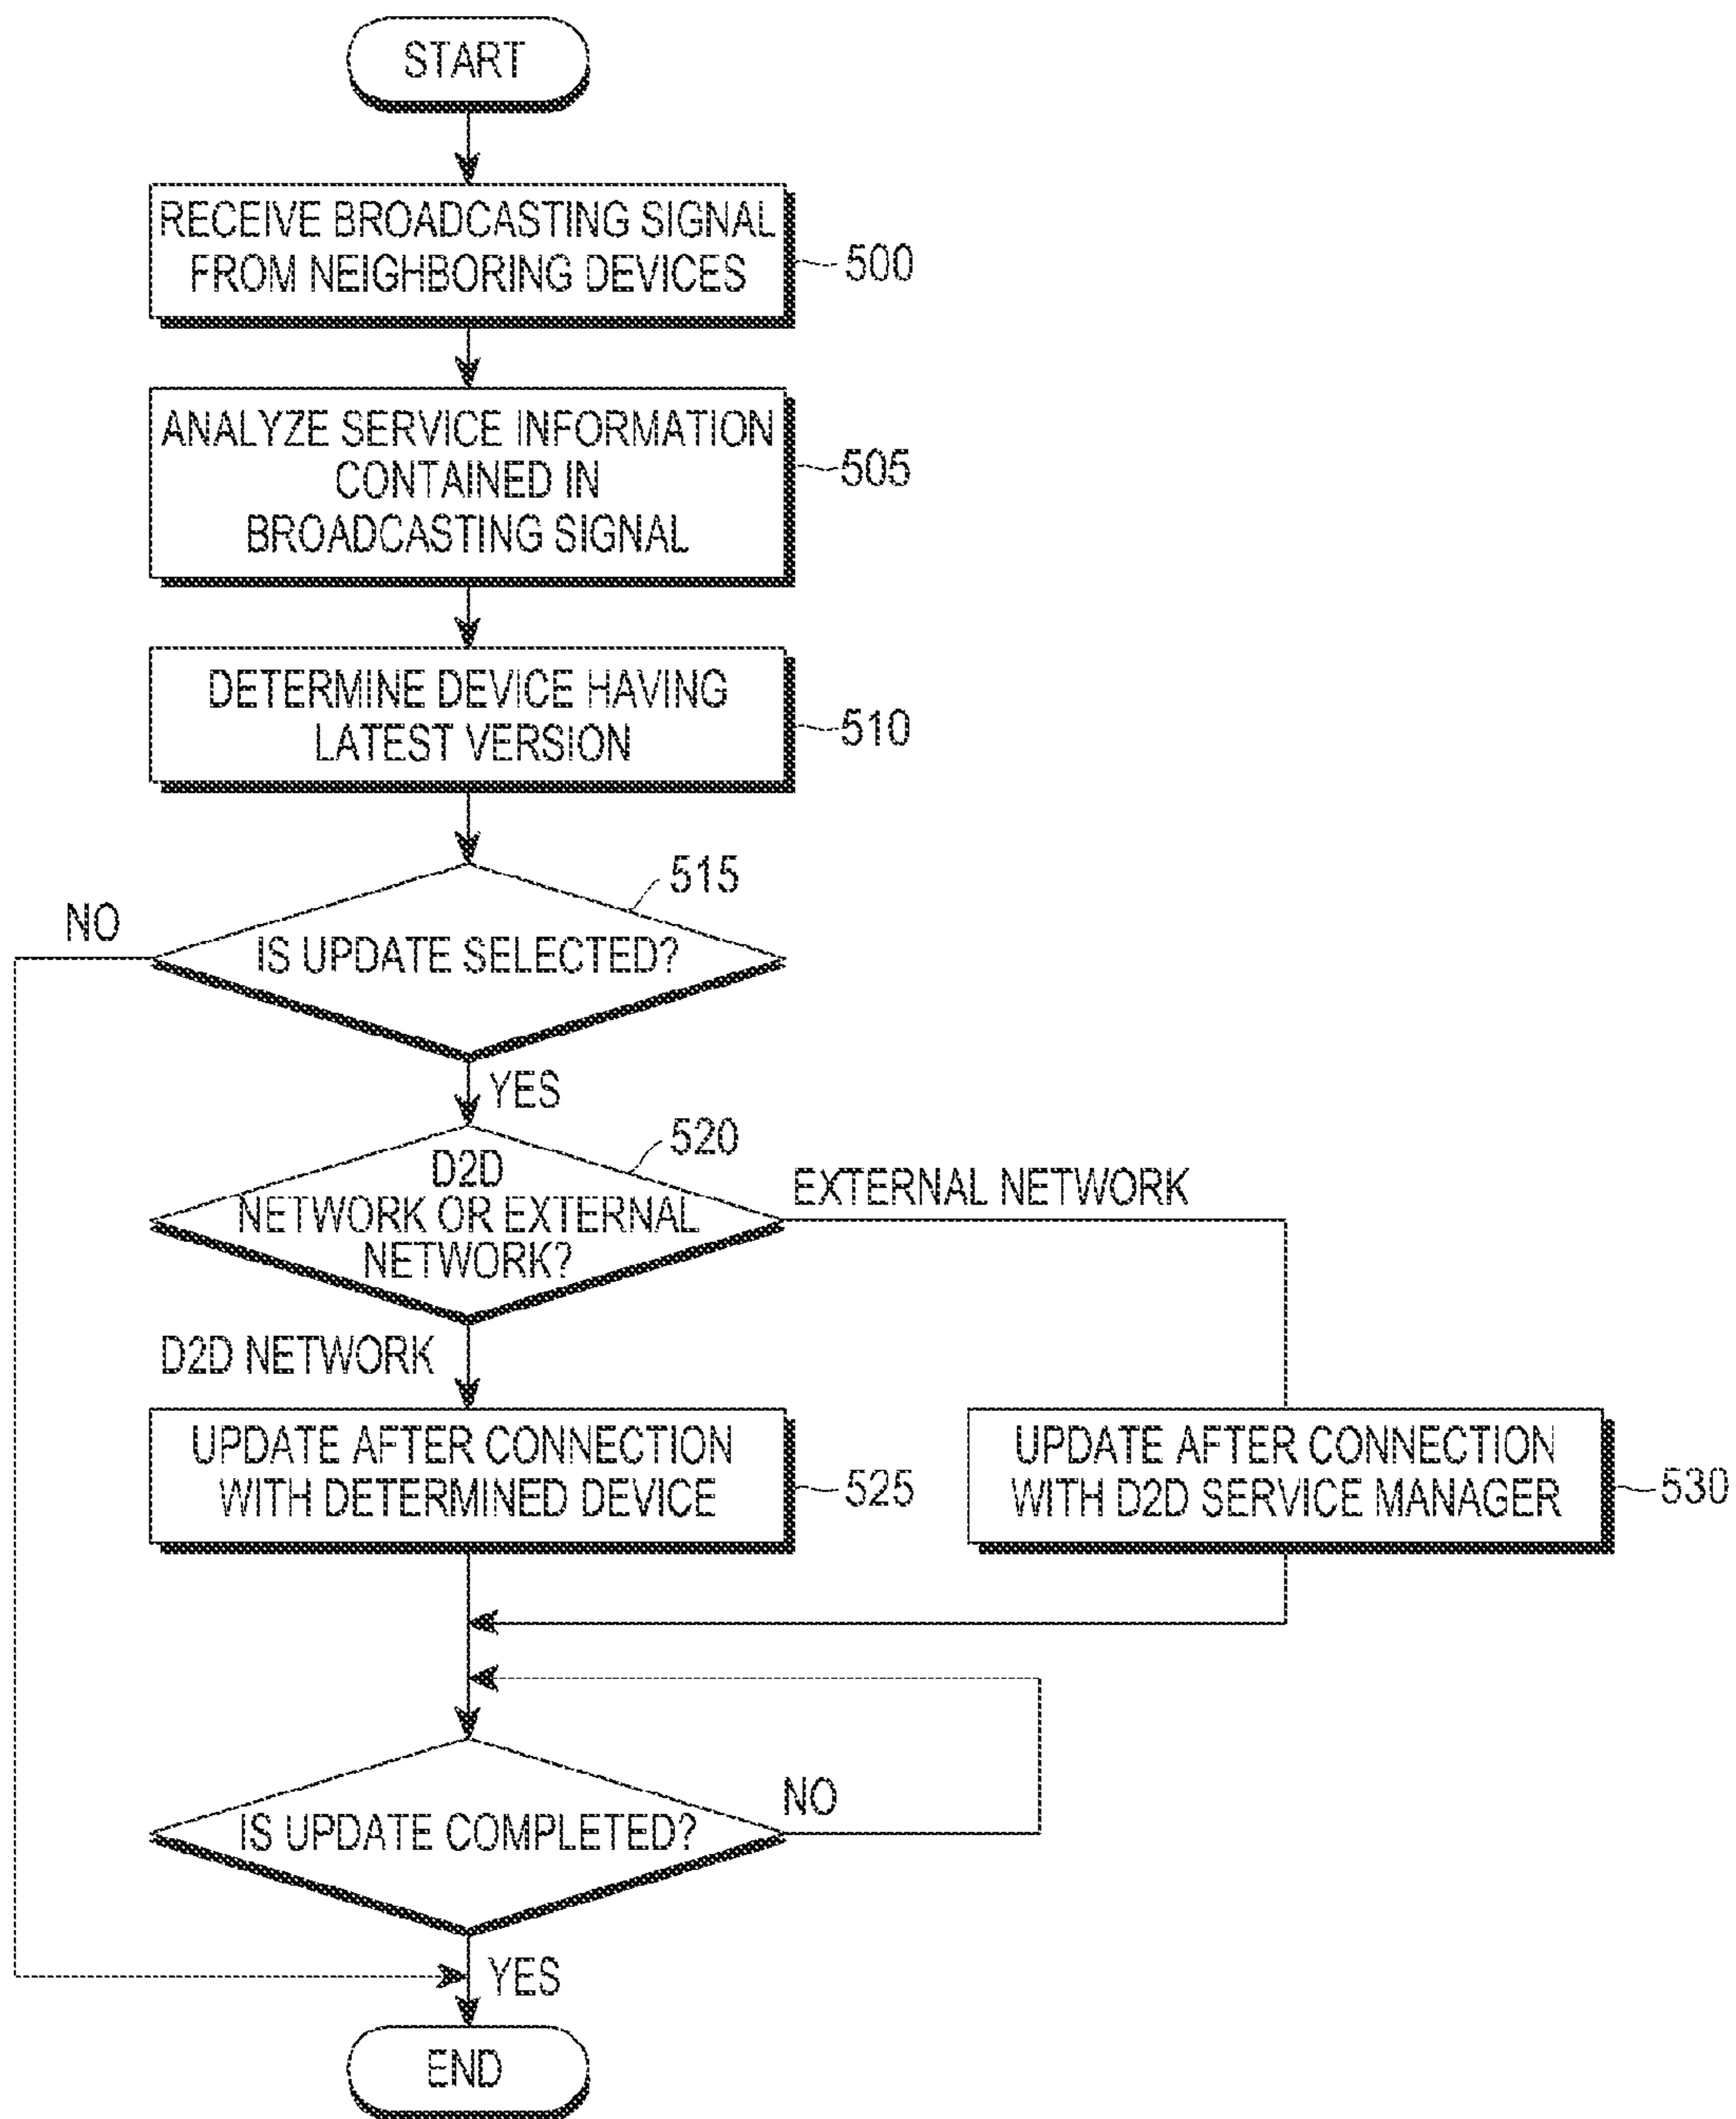 START
RECEIVE BROADCASTING SIGNAL
FROM NEIGHBORING DEVICES
500
ANALYZE SERVICE INFORMATION
CONTAINED IN
BROADCASTING SIGNAL
505
DETERMINE DEVICE HAVING
LATEST VERSION
510
515
NO
IS UPDATE SELECTED?
YES
520
D2D
NETWORK OR EXTERNAL
NETWORK?
EXTERNAL NETWORK
D2D NETWORK
UPDATE AFTER CONNECTION
WITH DETERMINED DEVICE
525
UPDATE AFTER CONNECTION
WITH D2D SERVICE MANAGER
530
IS UPDATE COMPLETED?
NO
YES
END